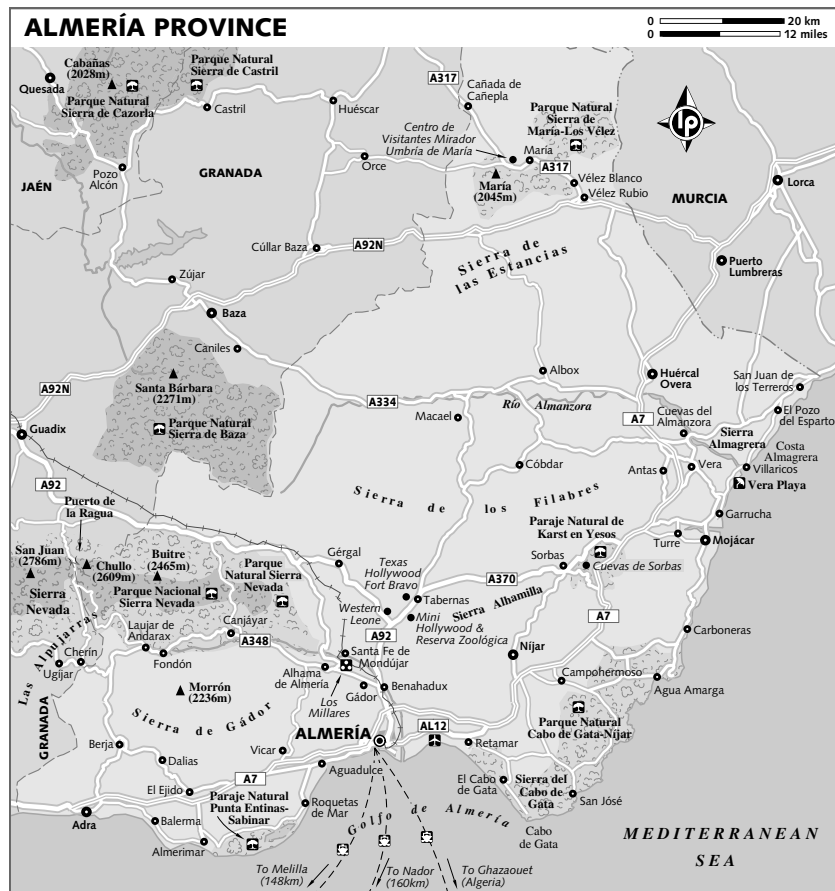 ALMERÍA PROVINCE
0 20 km
0 12 miles
Cabañas
(2028m)
Quesada
Parque Natural
Sierra de Cazorla
Parque Natural
Sierra de Castril
Castril
Huéscar
A317
Cañada de
Cañepla
Parque Natural
Sierra de
María-Los Vélez
Centro de
Visitantes Mirador
Umbría de María
lp
Pozo
Alcón
JAÉN
GRANADA
Orce
María
A317
María
(2045m)
Vélez Blanco
Vélez Rubio
MURCIA
Lorca
Cúllar Baza
A92N
Sierra de
las Estancias
Puerto
Lumbreras
Zújar
Baza
Caniles
Santa Bárbara
(2271m)
A92N
Parque Natural
Sierra de Baza
Guadix
A334
Albox
Huércal
Overa
San Juan de
los Terreros
Macael
Río Almanzora
A7
Cuevas del
Almanzora
El Pozo
del Esparto
Sierra
Almagrera
Costa
Almagrera
Cóbdar
Antas
Vera
Villaricos
Vera Playa
A92
Puerto de
la Ragua
Sierra de los Filabres
Garrucha
Paraje Natural de
Karst en Yesos
Turre
Mojácar
San Juan
(2786m)
Chullo
(2609m)
Buitre
(2465m)
Parque
Natural Sierra
Nevada
Gérgal
Texas
Hollywood
Fort Bravo
Sorbas
Cuevas de Sorbas
A370
Sierra
Nevada
Parque Nacional
Sierra Nevada
Tabernas
Western
Leone
Mini
Hollywood &
Reserva Zoológica
Sierra Alhamilla
A7
Las Alpujarras
Laujar de
Andarax
Canjáyar
A348
A92
Carboneras
Cherín
Ugíjar
Fondón
Santa Fe de
Mondújar
Níjar
Alhama
de Almería
Gádor
Benahadux
Campohermoso
Agua Amarga
Morrón
(2236m)
Los
Millares
Sierra de Gádor
GRANADA
ALMERÍA
AL12
Parque Natural
Cabo de Gata-Níjar
Berja
Dalías
Vicar
Retamar
A7
Aguadulce
El Cabo
de Gata
Sierra del
Cabo de
Gata
San José
El Ejido
Adra
Balerma
Paraje Natural
Punta Entinas-
Sabinar
Roquetas
de Mar
Almerimar
Golfo de Almería
Cabo
de Gata
MEDITERRANEAN
SEA
To Melilla
(148km)
To Nador
(160km)
To Ghazaouet
(Algeria)